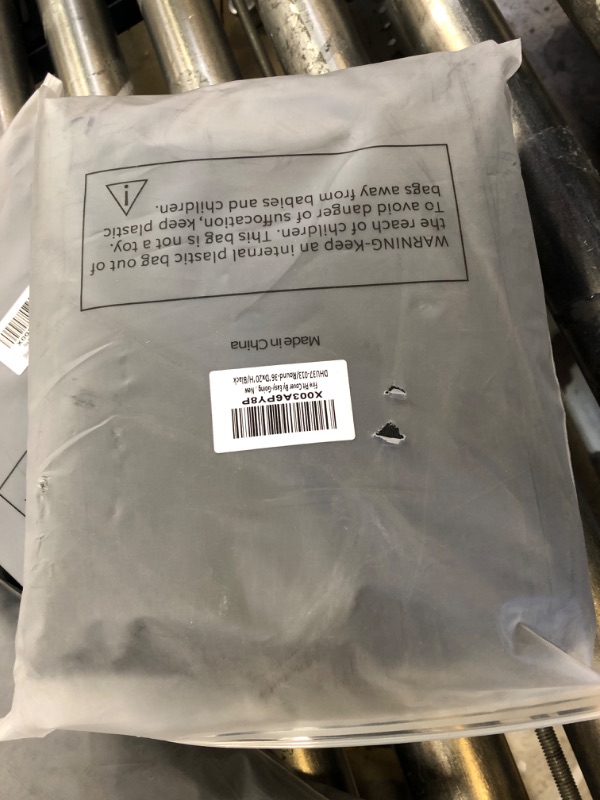 WARNING-Keep an internal plastic bag out of
the reach of children. This bag is not a toy.
To avoid danger of suffocation, keep plastic
bags away from babies and children.
Made in China
X003A6PY8P
Fire Pit Cover By Easy-Going, New
DHU37-013/Round-36"Dx20"H/Black